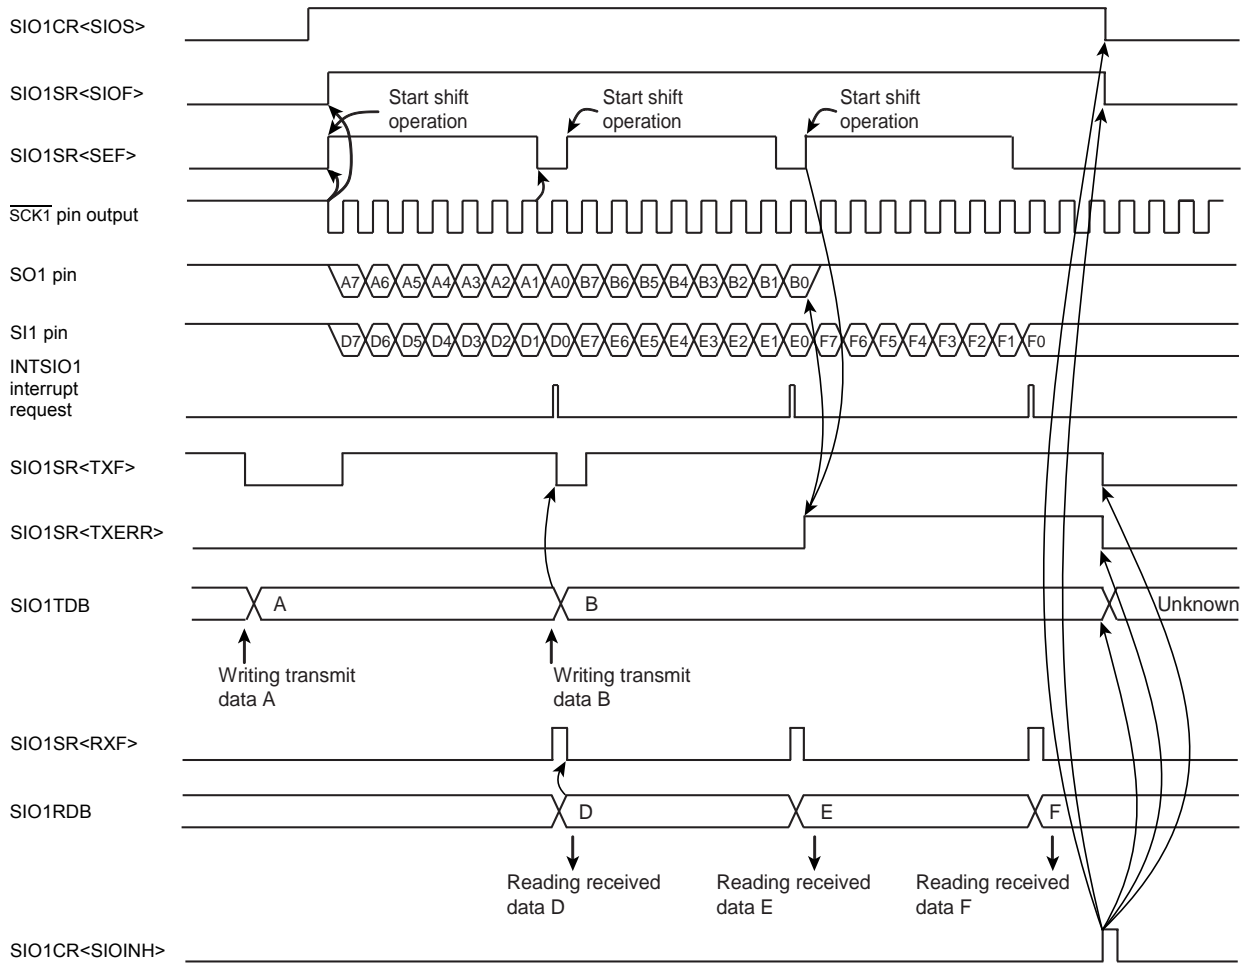 SIO1CR<SIOS>
SIO1SR<SIOF>
Start shift
operation
Start shift
operation
Start shift
operation
SIO1SR<SEF>
SCK1 pin output
SO1 pin
A7 A6 A5 A4 A3 A2 A1 A0 B7 B6 B5 B4 B3 B2 B1 B0
SI1 pin
D7 D6 D5 D4 D3 D2 D1 D0 E7 E6 E5 E4 E3 E2 E1 E0 F7 F6 F5 F4 F3 F2 F1 F0
INTSIO1
interrupt
request
SIO1SR<TXF>
SIO1SR<TXERR>
SIO1TDB
A
B
Unknown
Writing transmit
data A
Writing transmit
data B
SIO1SR<RXF>
SIO1RDB
D
E
F
Reading received
data D
Reading received
data E
Reading received
data F
SIO1CR<SIOINH>